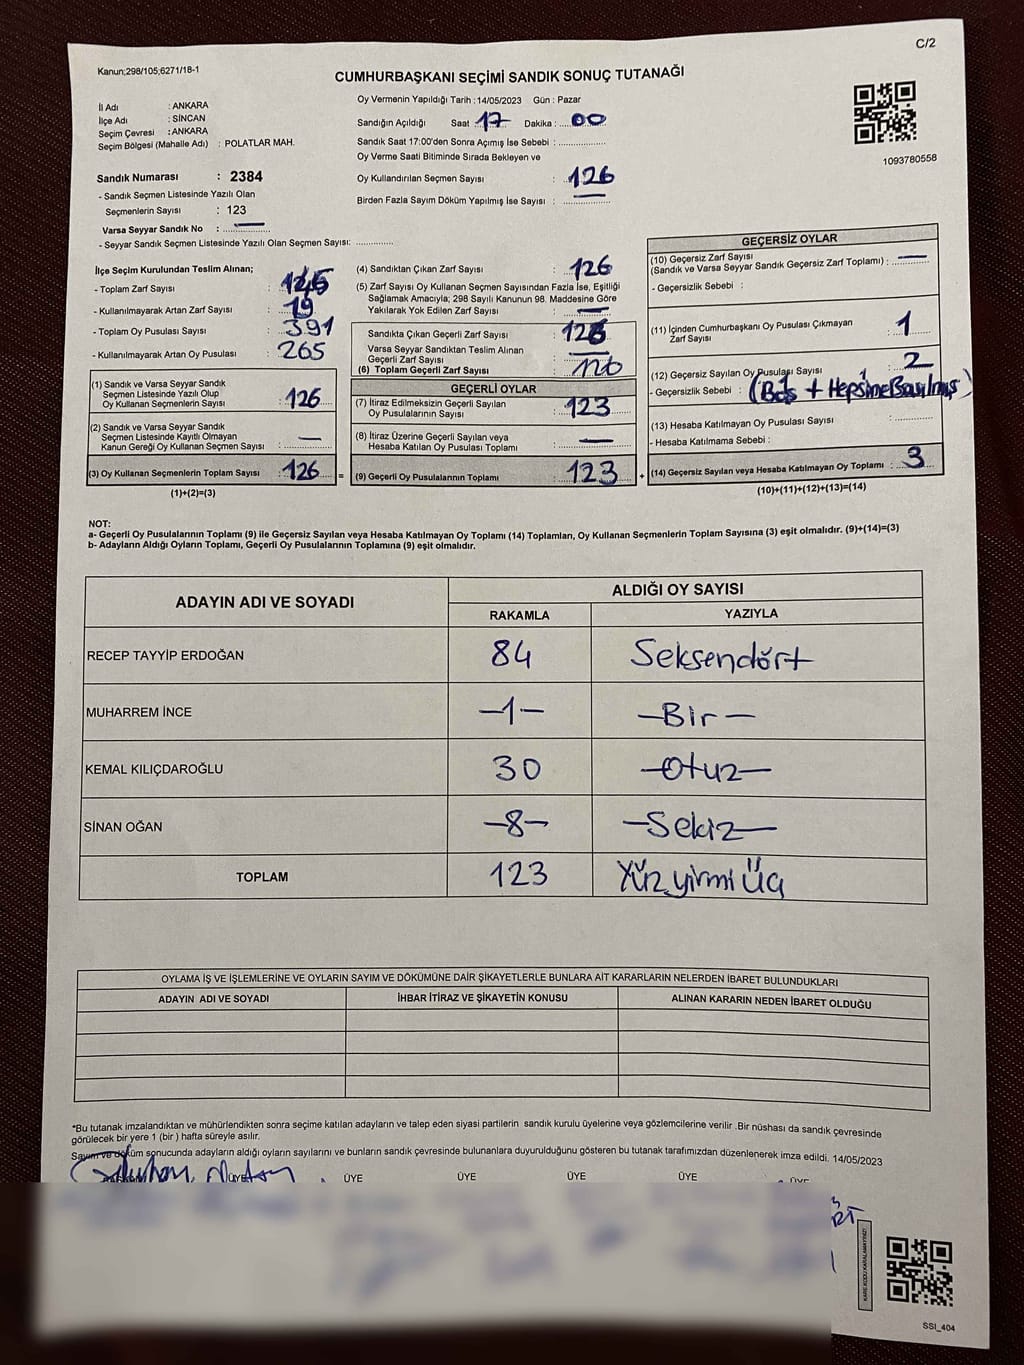 C/2
Kanun;298/105;6271/18-1
CUMHURBAŞKANI SEÇİMİ SANDIK SONUÇ TUTANAĞI
İl Adı : ANKARA
İlçe Adı : SİNCAN
Seçim Çevresi : ANKARA
Seçim Bölgesi (Mahalle Adı) : POLATLAR MAH.
Sandık Numarası : 2384
- Sandık Seçmen Listesinde Yazılı Olan
Seçmenlerin Sayısı : 123
Varsa Seyyar Sandık No : —
- Seyyar Sandık Seçmen Listesinde Yazılı Olan Seçmen Sayısı: ..............
Oy Vermenin Yapıldığı Tarih : 14/05/2023 Gün : Pazar
Sandığın Açıldığı Saat : 17 Dakika : 00
Sandık Saat 17:00'den Sonra Açımış İse Sebebi : ..................
Oy Verme Saati Bitiminde Sırada Bekleyen ve
Oy Kullandırılan Seçmen Sayısı : 126
Birden Fazla Sayım Döküm Yapılmış İse Sayısı : —
1093780558
İlçe Seçim Kurulundan Teslim Alınan;
- Toplam Zarf Sayısı : 145
- Kullanılmayarak Artan Zarf Sayısı : 19
- Toplam Oy Pusulası Sayısı : 391
- Kullanılmayarak Artan Oy Pusulası : 265
(1) Sandık ve Varsa Seyyar Sandık
Seçmen Listesinde Yazılı Olup
Oy Kullanan Seçmenlerin Sayısı : 126
(2) Sandık ve Varsa Seyyar Sandık
Seçmen Listesinde Kayıtlı Olmayan
Kanun Gereği Oy Kullanan Seçmen Sayısı : —
(3) Oy Kullanan Seçmenlerin Toplam Sayısı : 126 =
(1)+(2)=(3)
(4) Sandıktan Çıkan Zarf Sayısı : 126
(5) Zarf Sayısı Oy Kullanan Seçmen Sayısından Fazla İse, Eşitliği
Sağlamak Amacıyla; 298 Sayılı Kanunun 98. Maddesine Göre
Yakılarak Yok Edilen Zarf Sayısı : —
Sandıkta Çıkan Geçerli Zarf Sayısı : 126
Varsa Seyyar Sandıktan Teslim Alınan
Geçerli Zarf Sayısı : —
(6) Toplam Geçerli Zarf Sayısı : 126
GEÇERLİ OYLAR
(7) İtiraz Edilmeksizin Geçerli Sayılan
Oy Pusulalarının Sayısı : 123
(8) İtiraz Üzerine Geçerli Sayılan veya
Hesaba Katılan Oy Pusulası Toplamı : —
(9) Geçerli Oy Pusulalarının Toplamı : 123 +
GEÇERSİZ OYLAR
(10) Geçersiz Zarf Sayısı
(Sandık ve Varsa Seyyar Sandık Geçersiz Zarf Toplamı) : —
- Geçersizlik Sebebi :
(11) İçinden Cumhurbaşkanı Oy Pusulası Çıkmayan
Zarf Sayısı : 1
(12) Geçersiz Sayılan Oy Pusulası Sayısı : 2
- Geçersizlik Sebebi : (Boş + Hepsine Basılmış)
(13) Hesaba Katılmayan Oy Pusulası Sayısı : ............
- Hesaba Katılmama Sebebi :
(14) Geçersiz Sayılan veya Hesaba Katılmayan Oy Toplamı : 3
(10)+(11)+(12)+(13)=(14)
NOT:
a- Geçerli Oy Pusulalarının Toplamı (9) ile Geçersiz Sayılan veya Hesaba Katılmayan Oy Toplamı (14) Toplamları, Oy Kullanan Seçmenlerin Toplam Sayısına (3) eşit olmalıdır. (9)+(14)=(3)
b- Adayların Aldığı Oyların Toplamı, Geçerli Oy Pusulalarının Toplamına (9) eşit olmalıdır.
ADAYIN ADI VE SOYADI
ALDIĞI OY SAYISI
RAKAMLA YAZIYLA
RECEP TAYYİP ERDOĞAN 84 Seksendört
MUHARREM İNCE —1— —Bir—
KEMAL KILIÇDAROĞLU 30 —Otuz—
SİNAN OĞAN —8— —Sekiz—
TOPLAM 123 Yüz yirmi Üç
OYLAMA İŞ VE İŞLEMLERİNE VE OYLARIN SAYIM VE DÖKÜMÜNE DAİR ŞİKAYETLERLE BUNLARA AİT KARARLARIN NELERDEN İBARET BULUNDUKLARI
ADAYIN ADI VE SOYADI İHBAR İTİRAZ VE ŞİKAYETİN KONUSU ALINAN KARARIN NEDEN İBARET OLDUĞU
*Bu tutanak imzalandıktan ve mühürlendikten sonra seçime katılan adayların ve talep eden siyasi partilerin sandık kurulu üyelerine veya gözlemcilerine verilir .Bir nüshası da sandık çevresinde
görülecek bir yere 1 (bir ) hafta süreyle asılır.
Sayım ve döküm sonucunda adayların aldığı oyların sayılarını ve bunların sandık çevresinde bulunanlara duyurulduğunu gösteren bu tutanak tarafımızdan düzenlenerek imza edildi. 14/05/2023
ÜYE ÜYE ÜYE ÜYE ÜYE ÜYE
KARE KODU KARALAMAYINIZ!
SSI_404